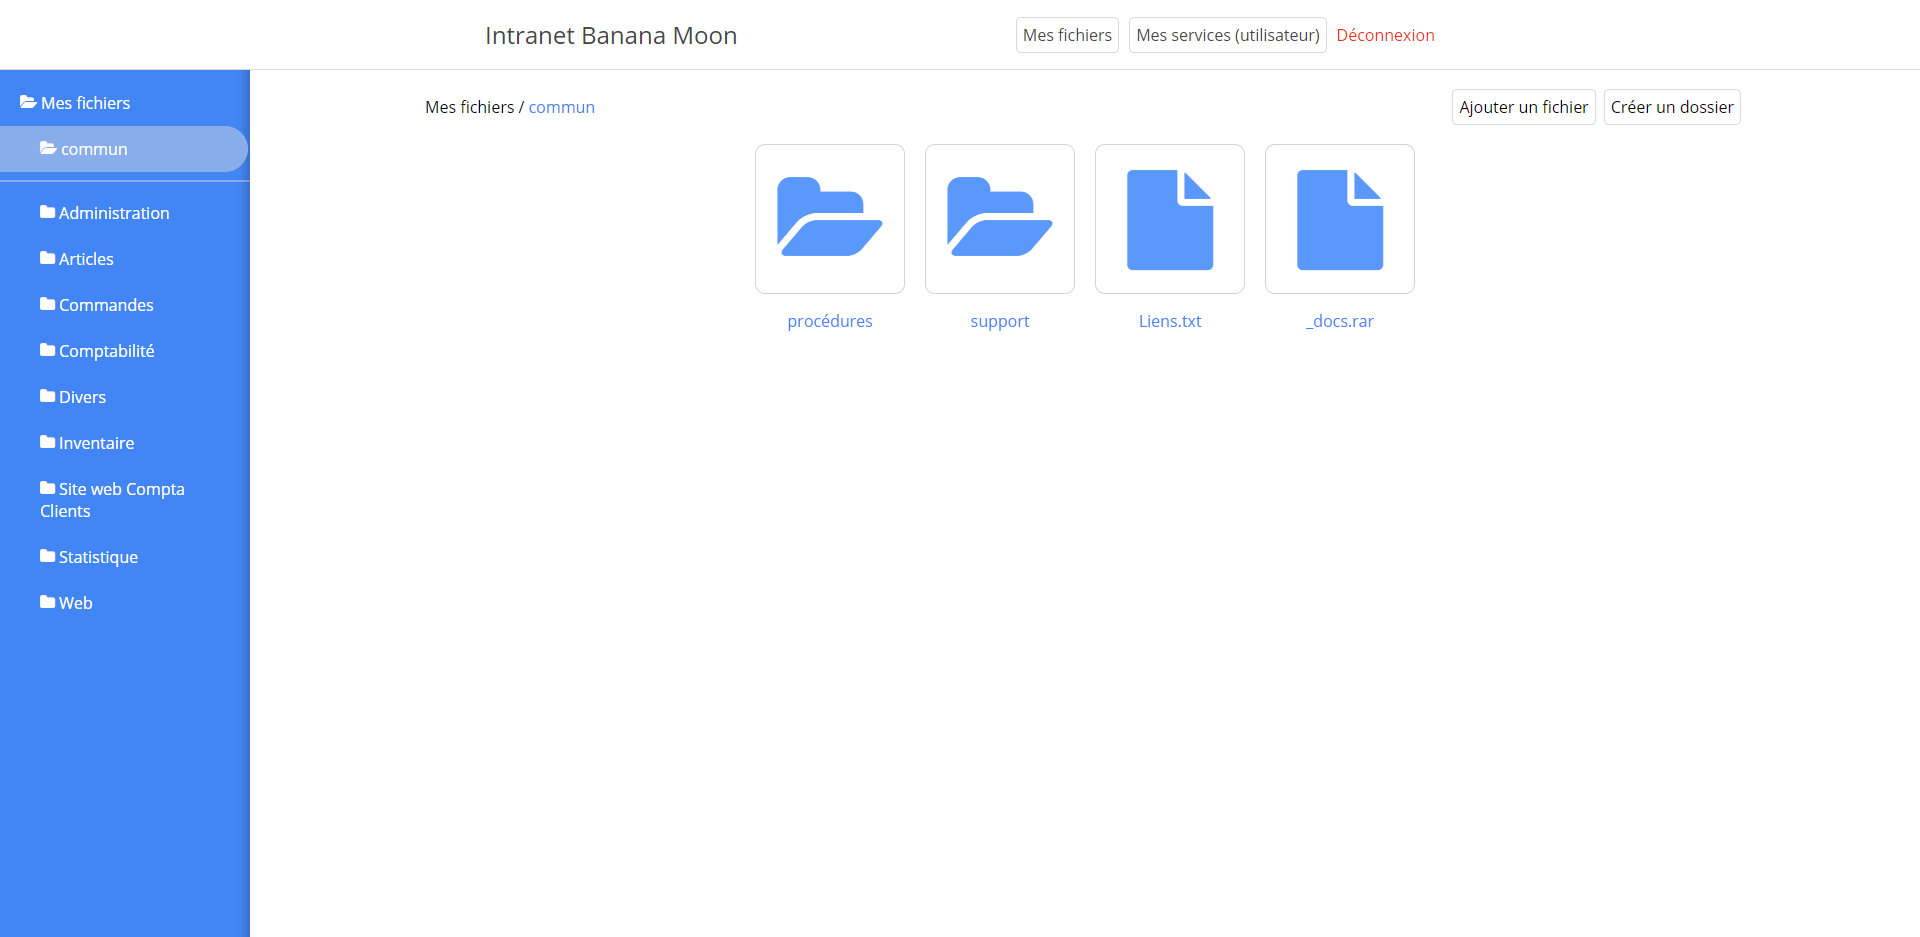 Intranet Banana Moon
Mes fichiers
Mes services (utilisateur)
Déconnexion
Mes fichiers
commun
Administration
Articles
Commandes
Comptabilité
Divers
Inventaire
Site web Compta
Clients
Statistique
Web
Mes fichiers / commun
Ajouter un fichier
Créer un dossier
procédures
support
Liens.txt
_docs.rar